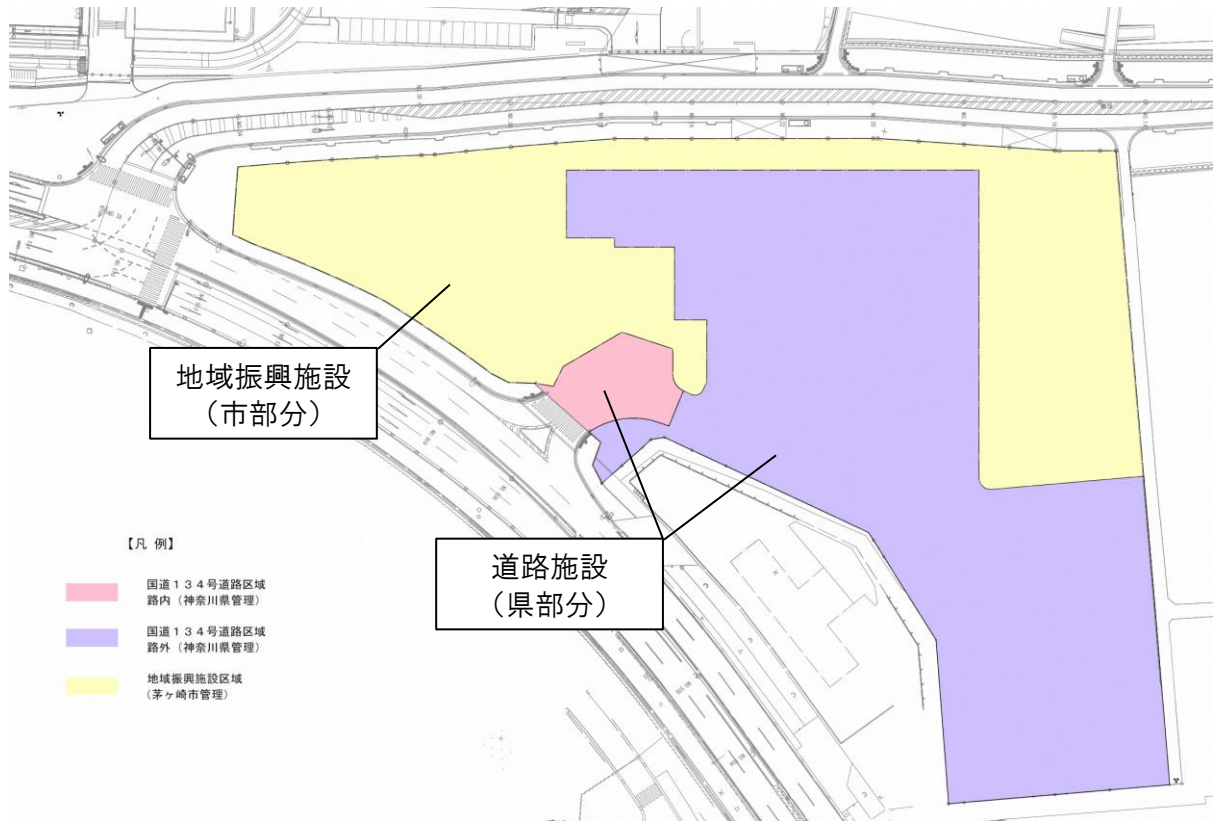 地域振興施設
（市部分）
道路施設
（県部分）
【凡 例】
国道１３４号道路区域
路内（神奈川県管理）
国道１３４号道路区域
路外（神奈川県管理）
地域振興施設区域
（茅ヶ崎市管理）